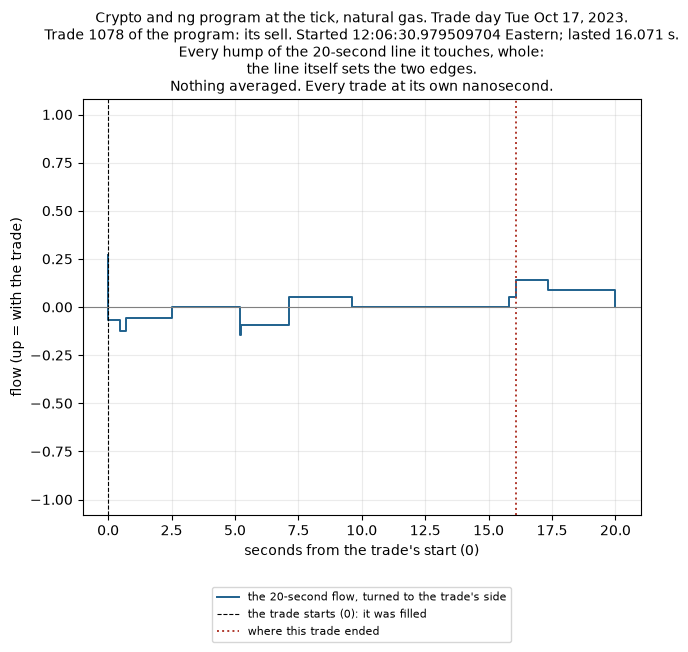 Crypto and ng program at the tick, natural gas. Trade day Tue Oct 17, 2023.
Trade 1078 of the program: its sell. Started 12:06:30.979509704 Eastern; lasted 16.071 s.
Every hump of the 20-second line it touches, whole:
the line itself sets the two edges.
Nothing averaged. Every trade at its own nanosecond.
1.00
0.75
0.50
0.25
0.00
−0.25
−0.50
−0.75
−1.00
flow (up = with the trade)
0.0 2.5 5.0 7.5 10.0 12.5 15.0 17.5 20.0
seconds from the trade's start (0)
the 20-second flow, turned to the trade's side
the trade starts (0): it was filled
where this trade ended